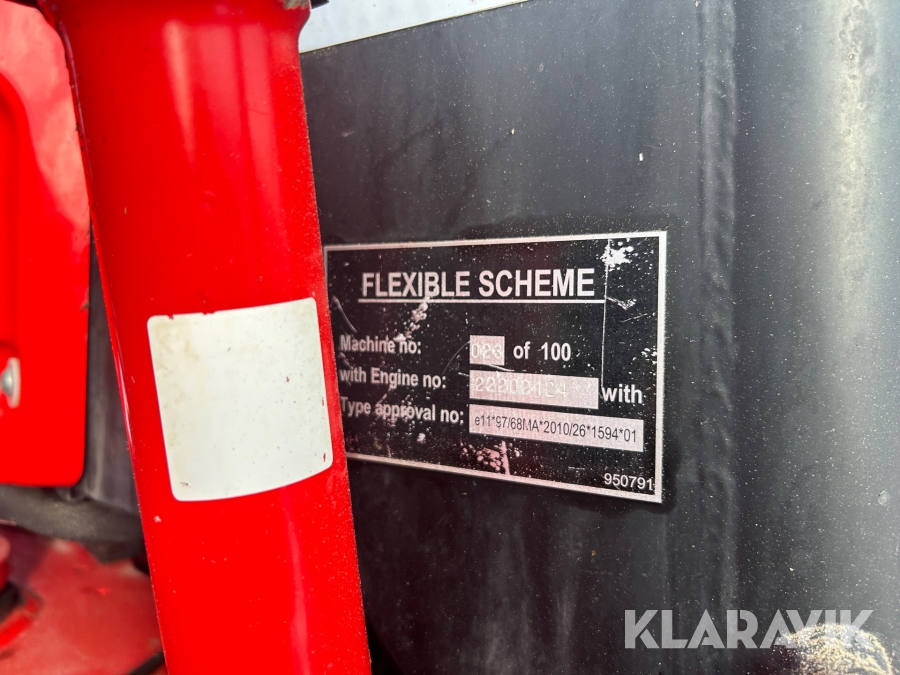 FLEXIBLE SCHEME
Machine no: 023 of 100
with Engine no: with
Type approval no: e11*97/68MA*2010/26*1594*01
950791
KLARAVIK